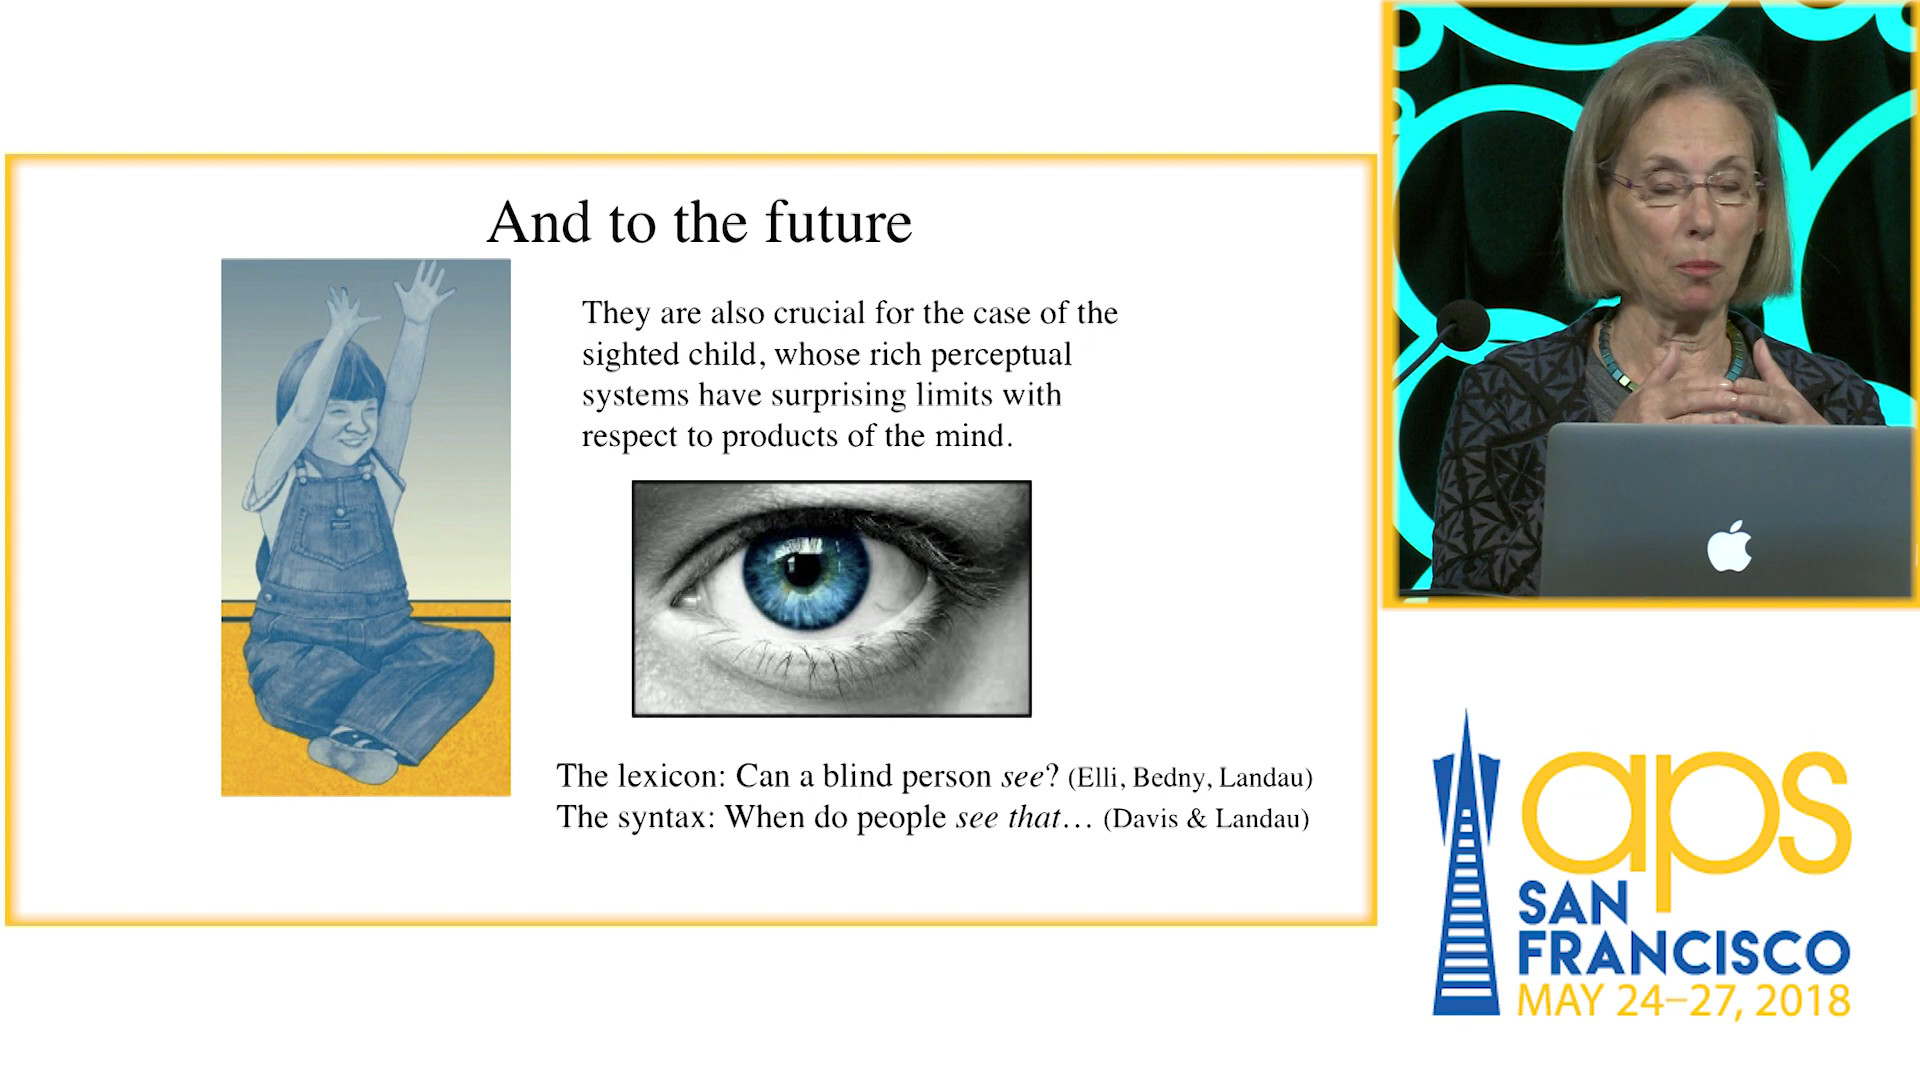 And to the future
They are also crucial for the case of the
sighted child, whose rich perceptual
systems have surprising limits with
respect to products of the mind.
The lexicon: Can a blind person see? (Elli, Bedny, Landau)
The syntax: When do people see that… (Davis & Landau)
aps
SAN
FRANCISCO
MAY 24–27, 2018